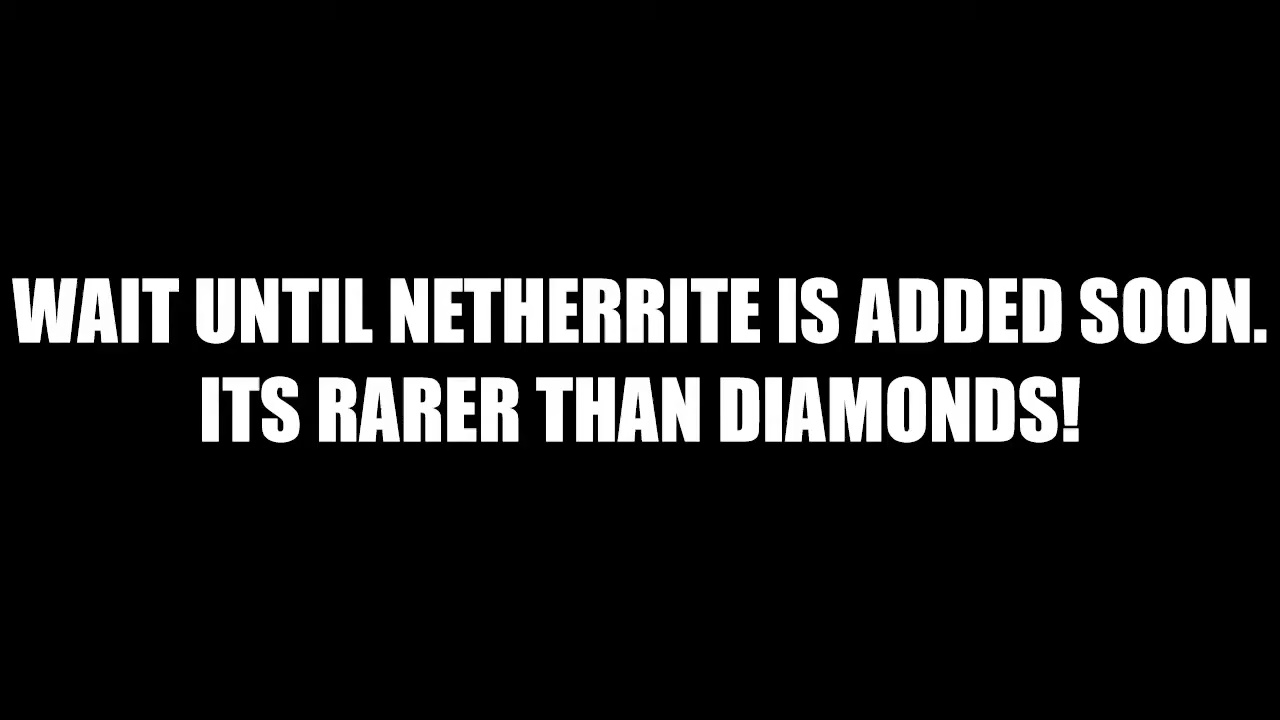 WAIT UNTIL NETHERRITE IS ADDED SOON.
ITS RARER THAN DIAMONDS!